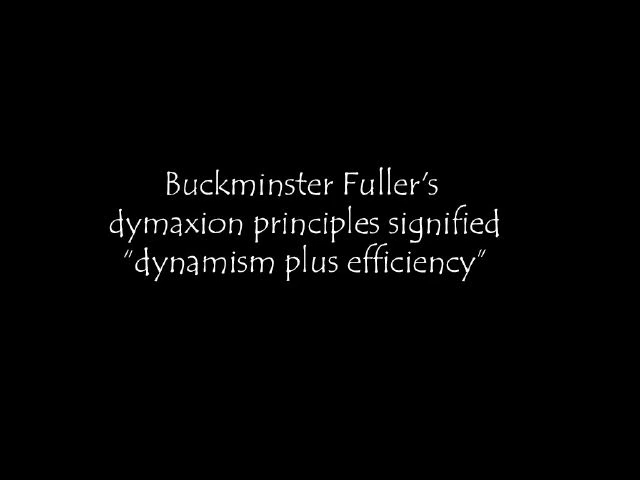 Buckminster Fuller's
dymaxion principles signified
"dynamism plus efficiency"